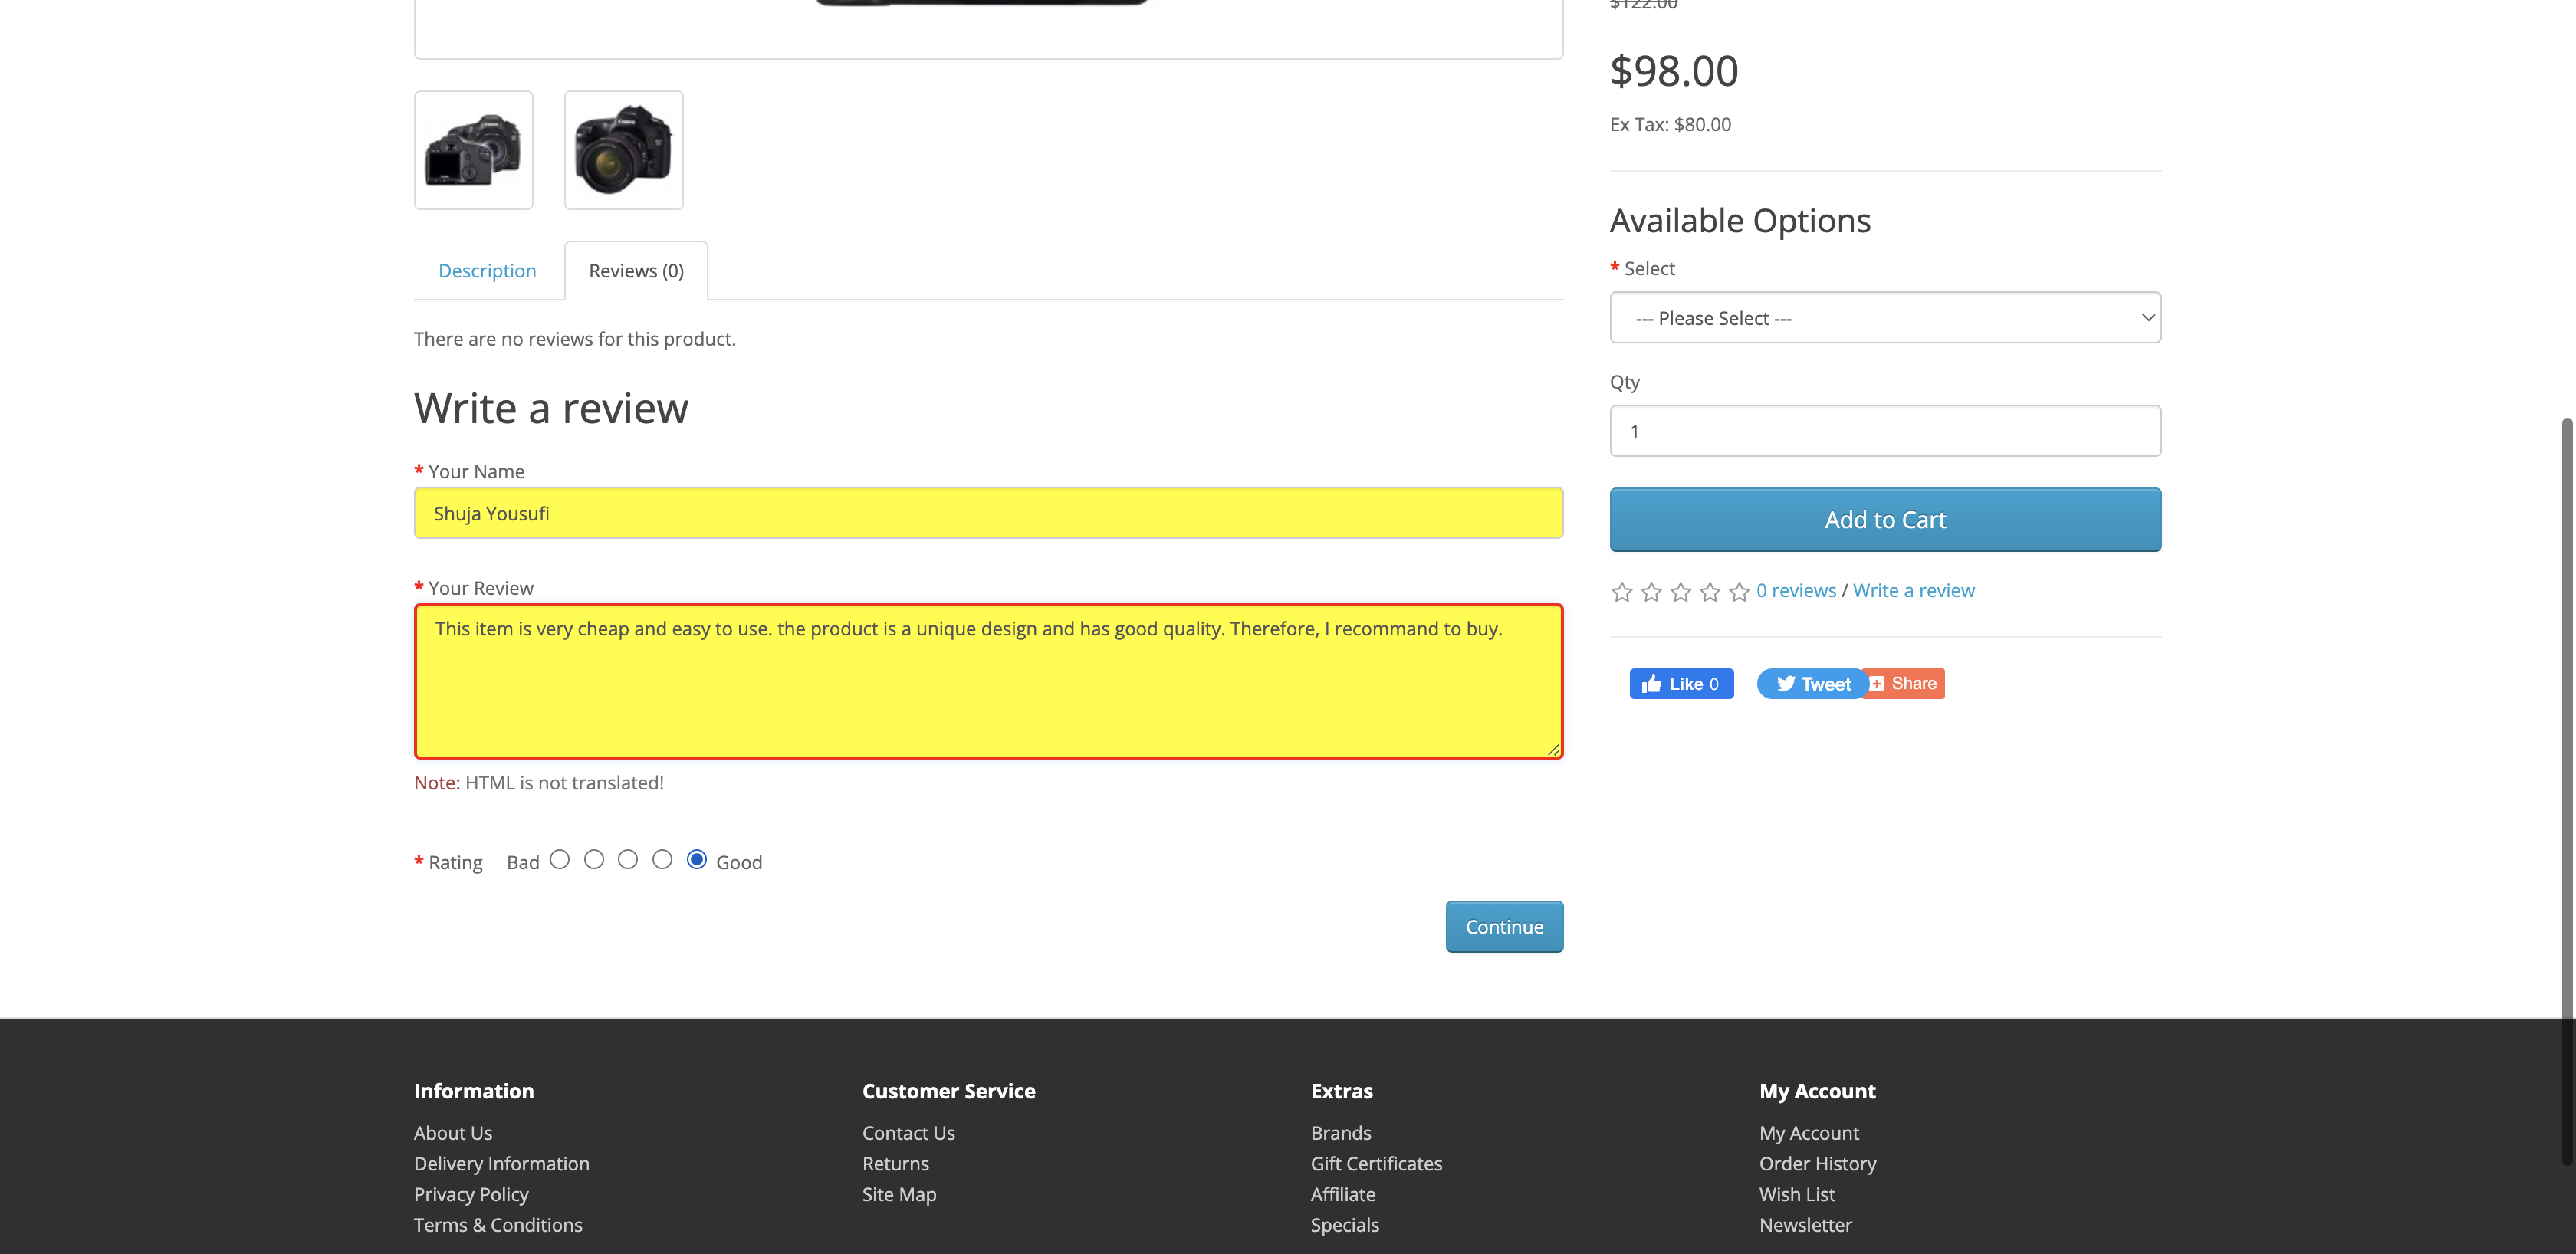 $122.00
$98.00
Ex Tax: $80.00
Available Options
* Select
--- Please Select ---
Qty
1
Add to Cart
0 reviews / Write a review
Like 0
Tweet
Share
Description
Reviews (0)
There are no reviews for this product.
Write a review
* Your Name
Shuja Yousufi
* Your Review
This item is very cheap and easy to use. the product is a unique design and has good quality. Therefore, I recommand to buy.
Note: HTML is not translated!
* Rating Bad Good
Continue
Information
About Us
Delivery Information
Privacy Policy
Terms & Conditions
Customer Service
Contact Us
Returns
Site Map
Extras
Brands
Gift Certificates
Affiliate
Specials
My Account
My Account
Order History
Wish List
Newsletter